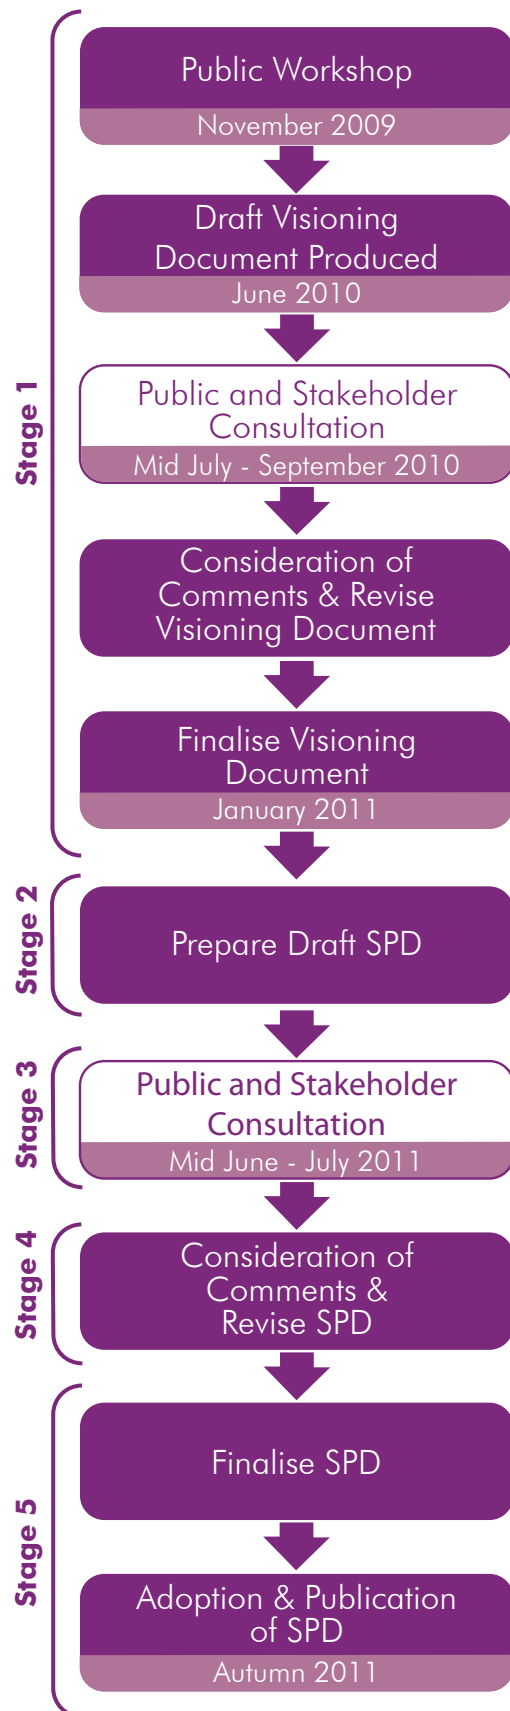 Stage 1
Public Workshop
November 2009
Draft Visioning
Document Produced
June 2010
Public and Stakeholder
Consultation
Mid July - September 2010
Consideration of
Comments & Revise
Visioning Document
Finalise Visioning
Document
January 2011
Stage 2
Prepare Draft SPD
Stage 3
Public and Stakeholder
Consultation
Mid June - July 2011
Stage 4
Consideration of
Comments &
Revise SPD
Stage 5
Finalise SPD
Adoption & Publication
of SPD
Autumn 2011